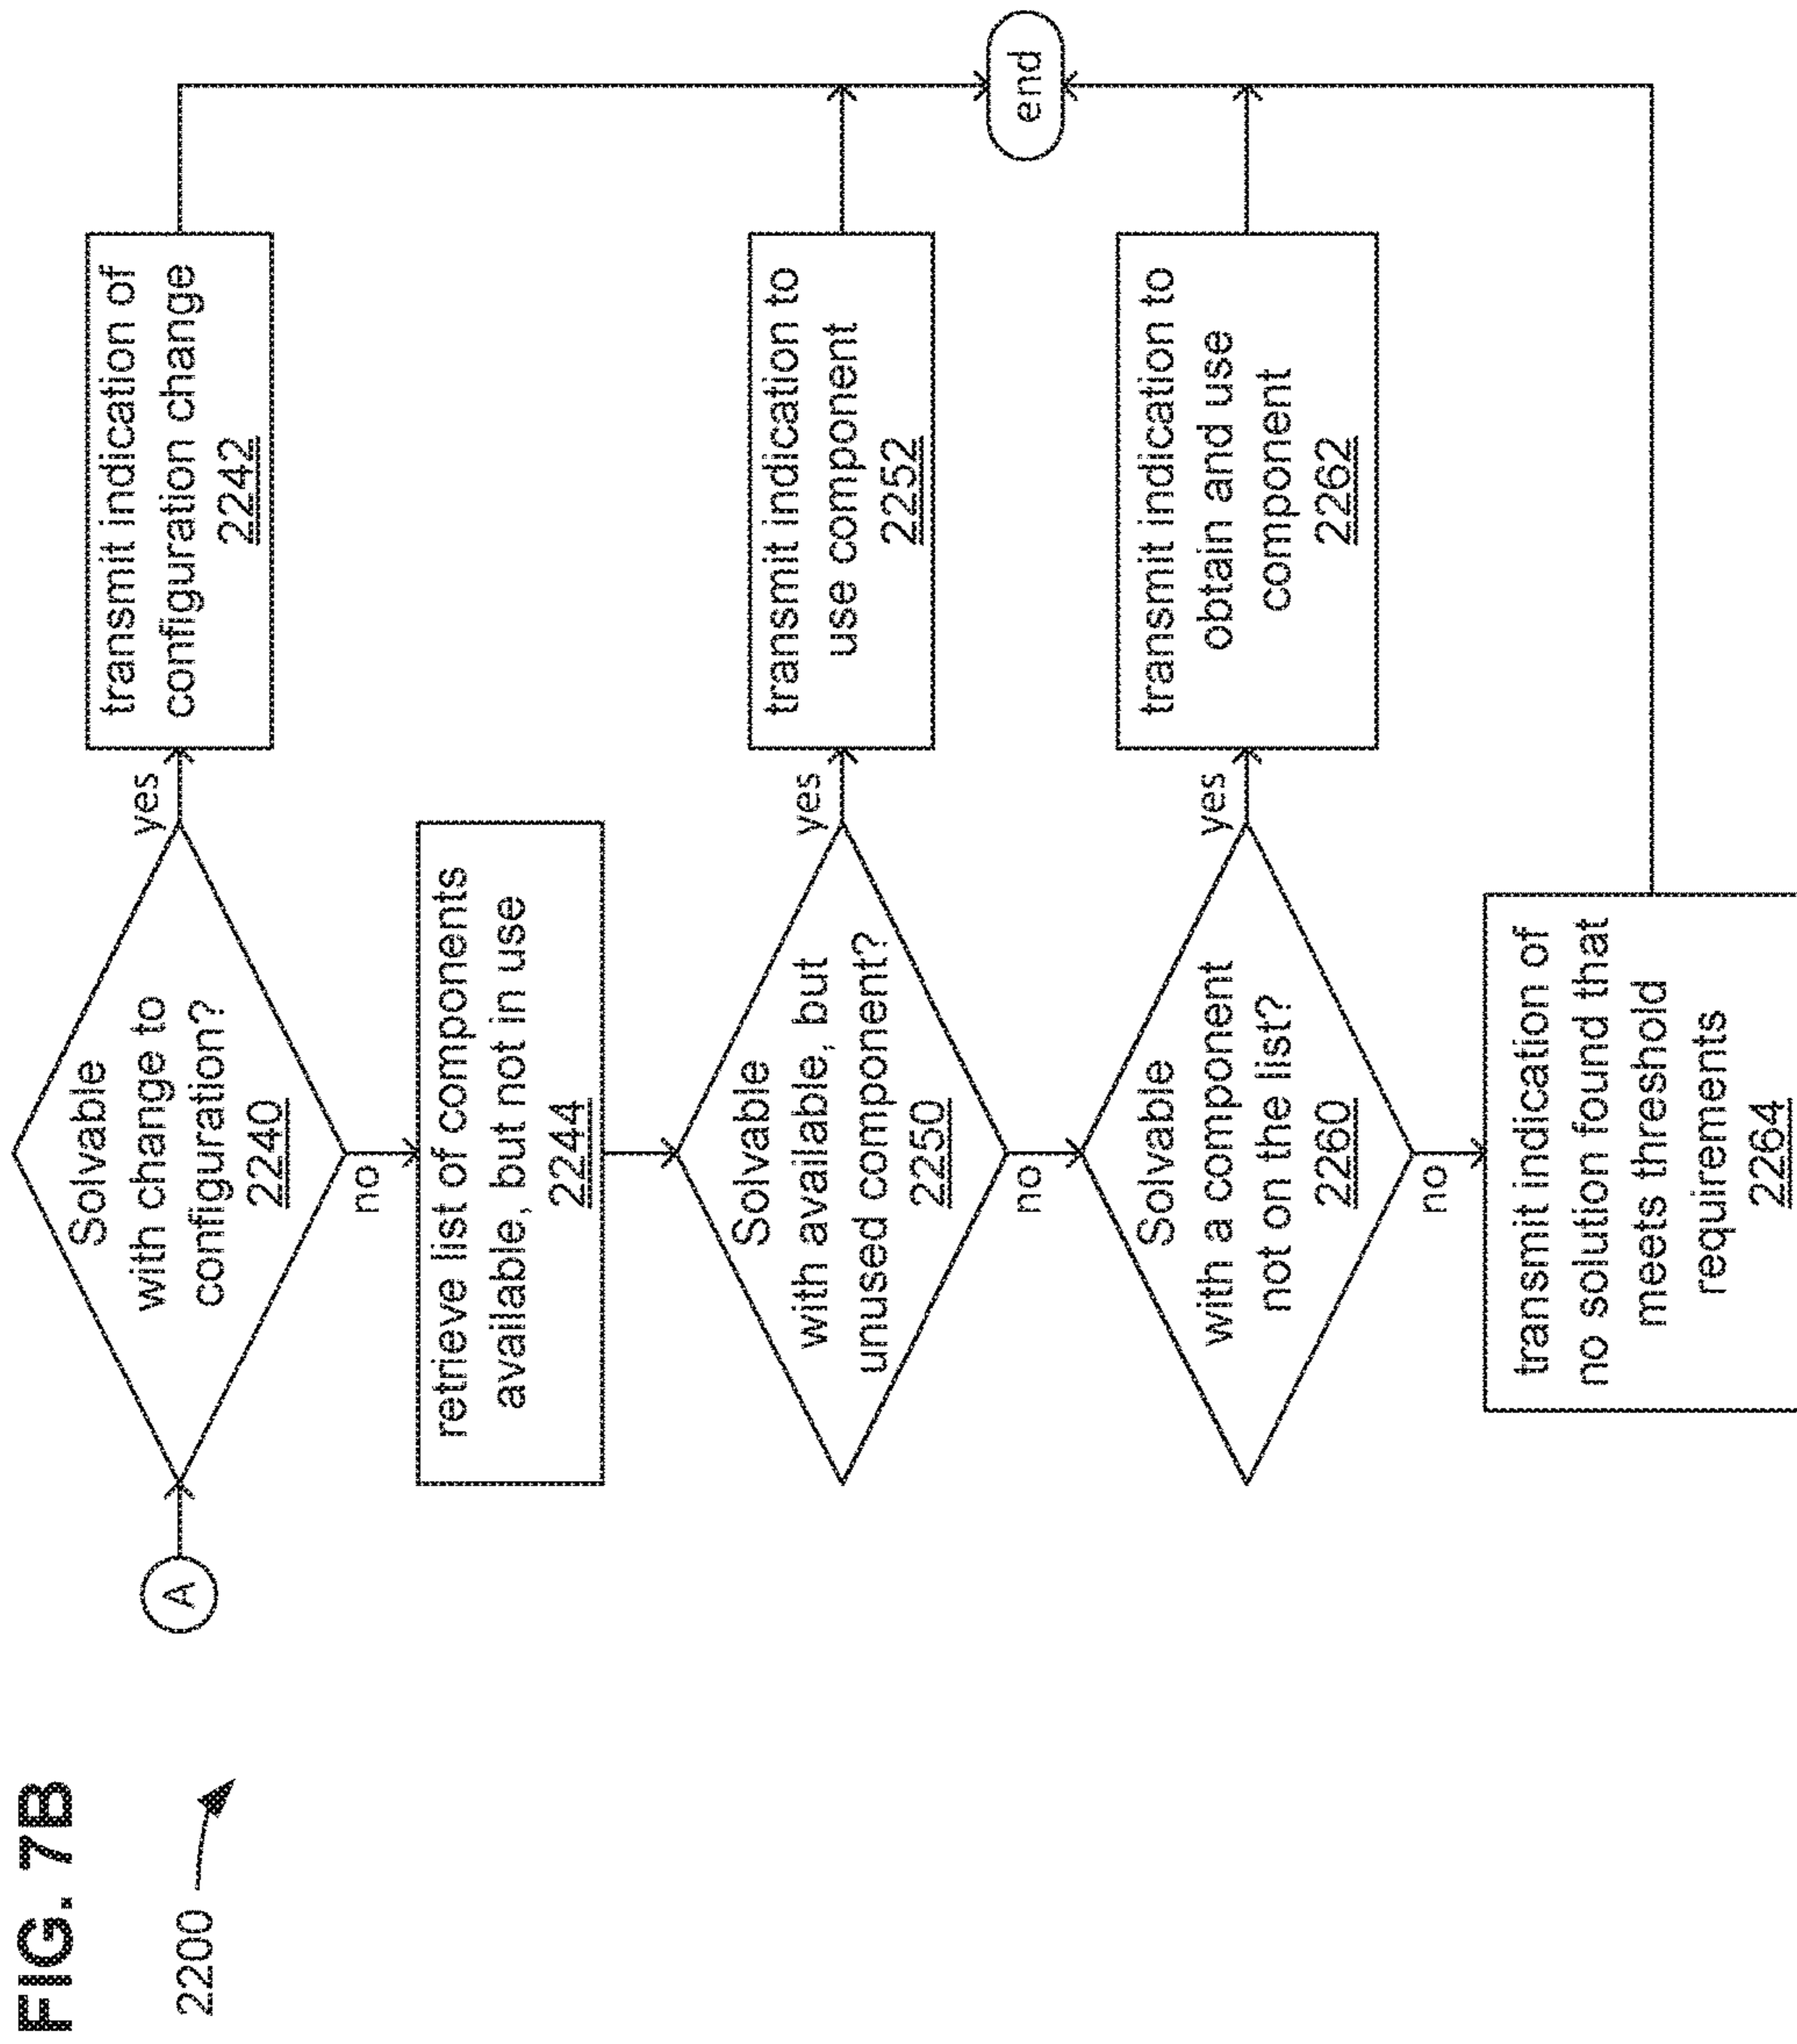 FIG. 7B
2200
A
Solvable
with change to
configuration?
2240
yes
transmit indication of
configuration change
2242
no
retrieve list of components
available, but not in use
2244
Solvable
with available, but
unused component?
2250
yes
transmit indication to
use component
2252
no
Solvable
with a component
not on the list?
2260
yes
transmit indication to
obtain and use
component
2262
no
transmit indication of
no solution found that
meets threshold
requirements
2264
end